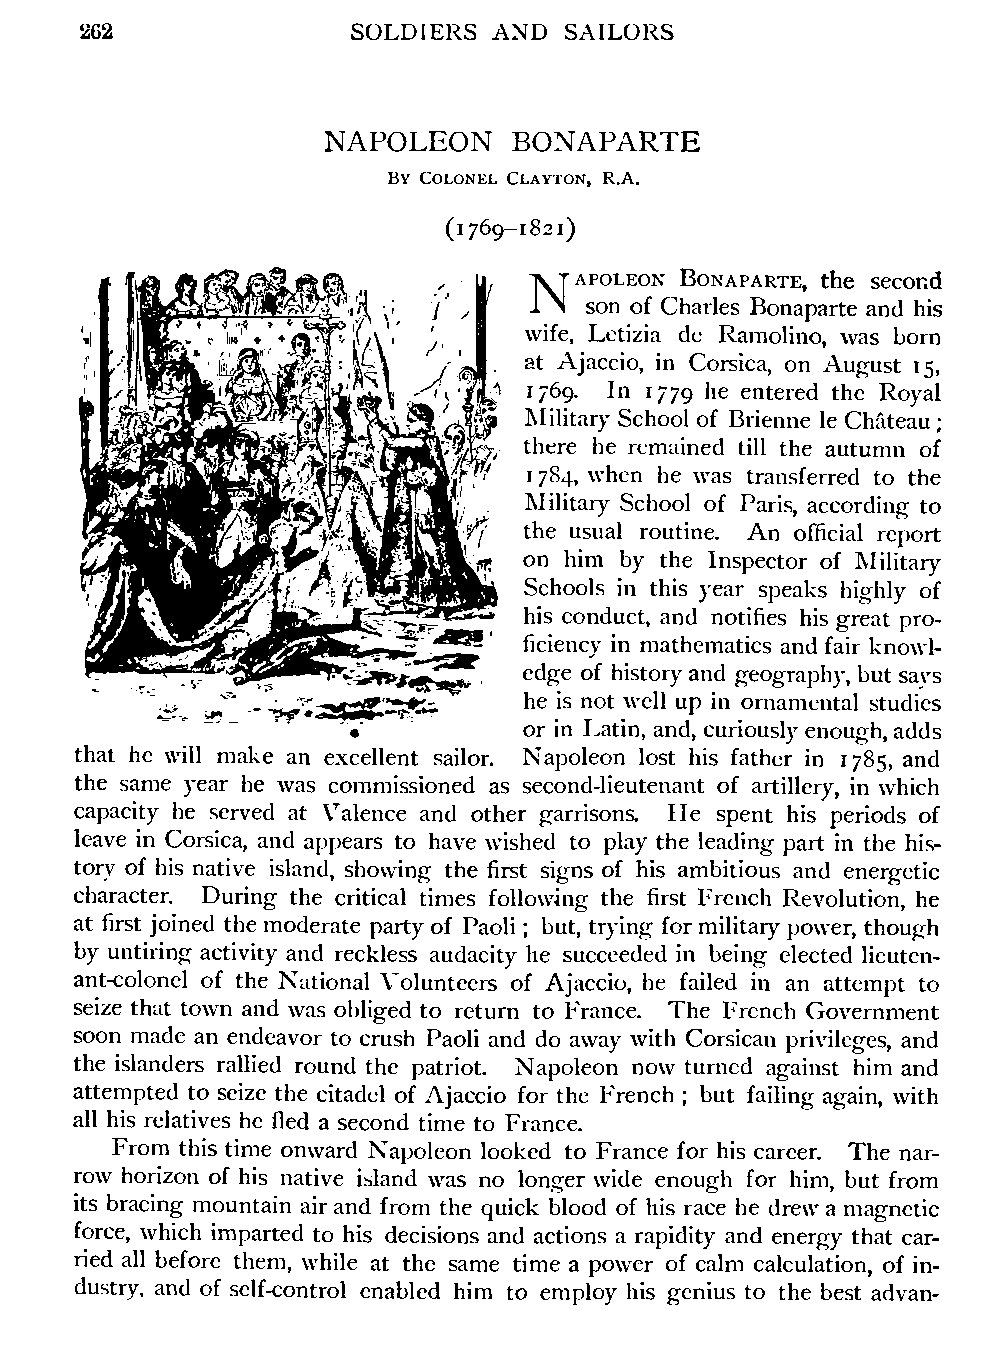 262
SOLDIERS AND SAILORS
NAPOLEON BONAPARTE
By Colonel Clayton, R.A.
(1769–1821)
Napoleon Bonaparte, the second
son of Charles Bonaparte and his
wife, Letizia de Ramolino, was born
at Ajaccio, in Corsica, on August 15,
1769. In 1779 he entered the Royal
Military School of Brienne le Château;
there he remained till the autumn of
1784, when he was transferred to the
Military School of Paris, according to
the usual routine. An official report
on him by the Inspector of Military
Schools in this year speaks highly of
his conduct, and notifies his great pro-
ficiency in mathematics and fair knowl-
edge of history and geography, but says
he is not well up in ornamental studies
or in Latin, and, curiously enough, adds
that he will make an excellent sailor. Napoleon lost his father in 1785, and
the same year he was commissioned as second-lieutenant of artillery, in which
capacity he served at Valence and other garrisons. He spent his periods of
leave in Corsica, and appears to have wished to play the leading part in the his-
tory of his native island, showing the first signs of his ambitious and energetic
character. During the critical times following the first French Revolution, he
at first joined the moderate party of Paoli; but, trying for military power, though
by untiring activity and reckless audacity he succeeded in being elected lieuten-
ant-colonel of the National Volunteers of Ajaccio, he failed in an attempt to
seize that town and was obliged to return to France. The French Government
soon made an endeavor to crush Paoli and do away with Corsican privileges, and
the islanders rallied round the patriot. Napoleon now turned against him and
attempted to seize the citadel of Ajaccio for the French; but failing again, with
all his relatives he fled a second time to France.
From this time onward Napoleon looked to France for his career. The nar-
row horizon of his native island was no longer wide enough for him, but from
its bracing mountain air and from the quick blood of his race he drew a magnetic
force, which imparted to his decisions and actions a rapidity and energy that car-
ried all before them, while at the same time a power of calm calculation, of in-
dustry, and of self-control enabled him to employ his genius to the best advan-